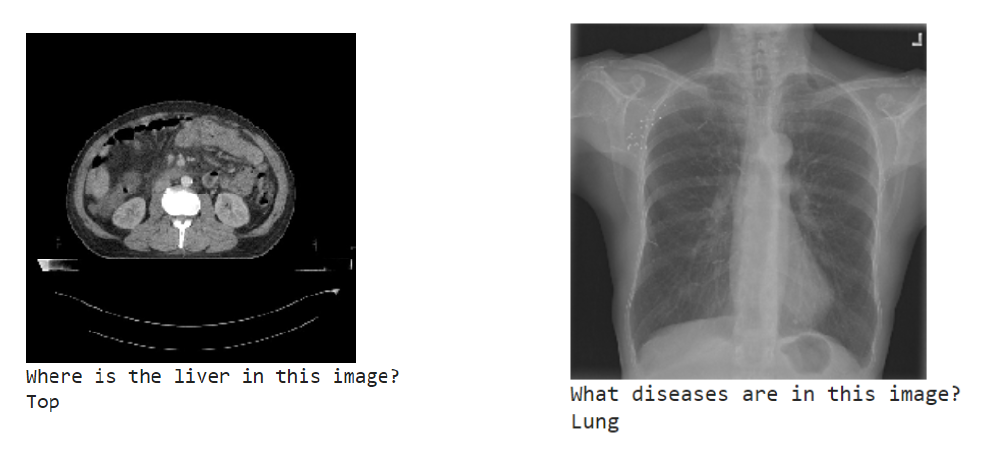 Where is the liver in this image?
Top
L
What diseases are in this image?
Lung